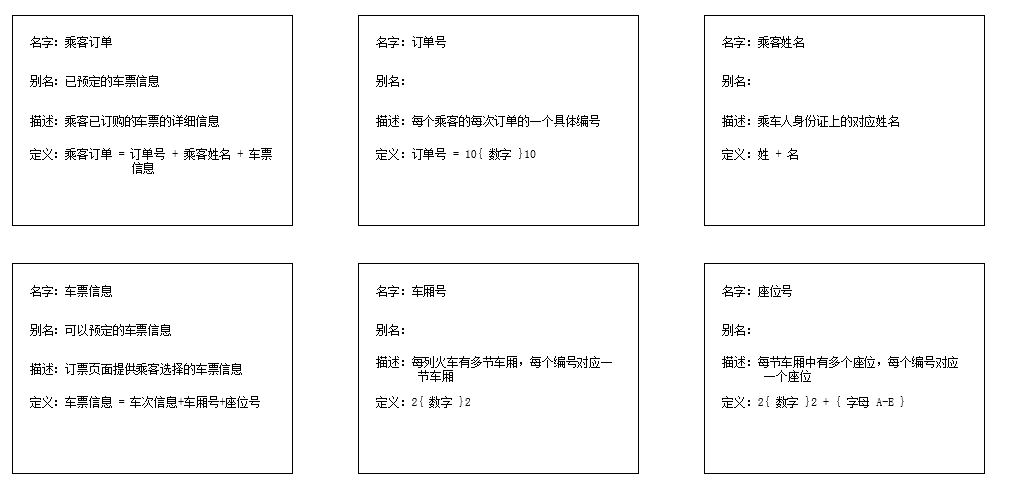 名字：乘客订单
别名：已预定的车票信息
描述：乘客已订购的车票的详细信息
定义：乘客订单 = 订单号 + 乘客姓名 + 车票
信息
名字：订单号
别名：
描述：每个乘客的每次订单的一个具体编号
定义：订单号 = 10{ 数字 }10
名字：乘客姓名
别名：
描述：乘车人身份证上的对应姓名
定义：姓 + 名
名字：车票信息
别名：可以预定的车票信息
描述：订票页面提供乘客选择的车票信息
定义：车票信息 = 车次信息+车厢号+座位号
名字：车厢号
别名：
描述：每列火车有多节车厢，每个编号对应一
节车厢
定义：2{ 数字 }2
名字：座位号
别名：
描述：每节车厢中有多个座位，每个编号对应
一个座位
定义：2{ 数字 }2 + { 字母 A-E }